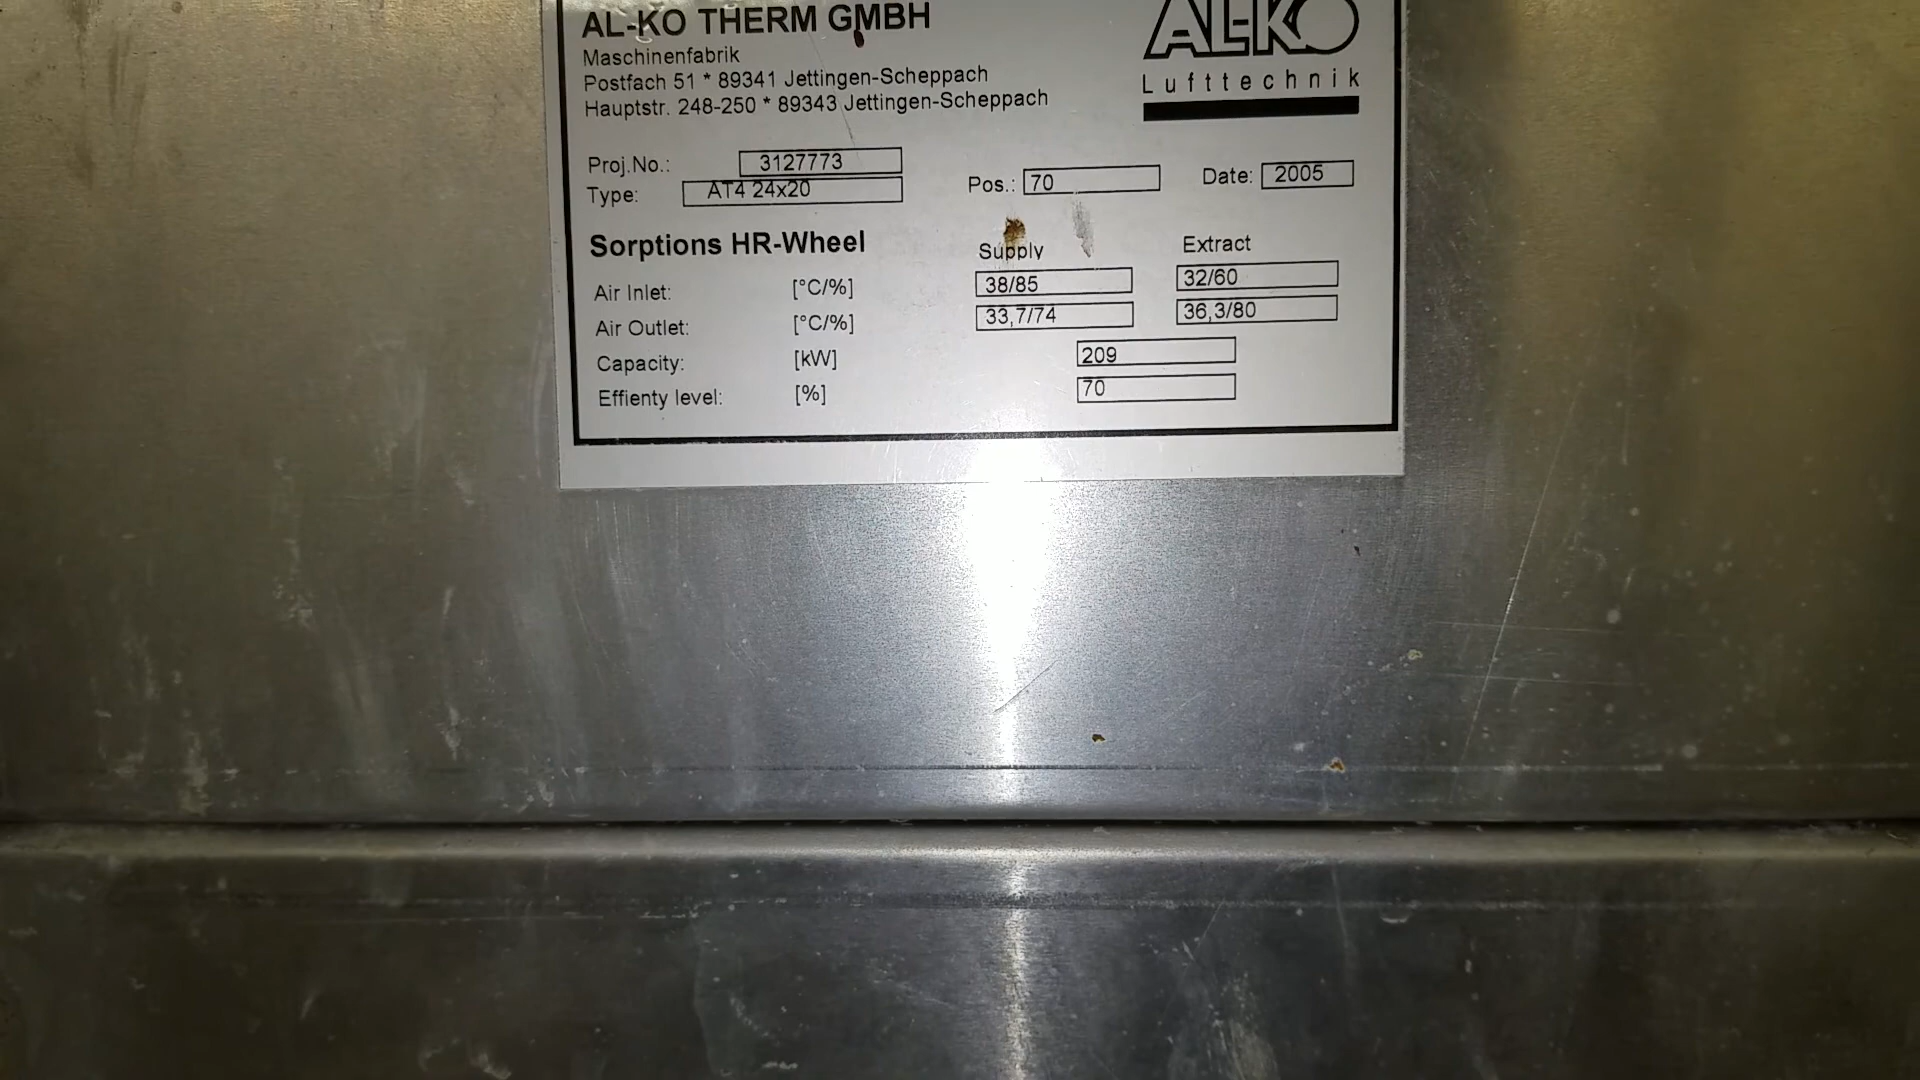 AL-KO THERM GMBH
AL-KO
Maschinenfabrik
Postfach 51 * 89341 Jettingen-Scheppach
Lufttechnik
Hauptstr. 248-250 * 89343 Jettingen-Scheppach
Proj.No.: 3127773
Type: AT4 24x20 Pos.: 70 Date: 2005
Sorptions HR-Wheel Supply Extract
Air Inlet: [°C/%] 38/85 32/60
Air Outlet: [°C/%] 33,7/74 36,3/80
Capacity: [kW] 209
Effienty level: [%] 70